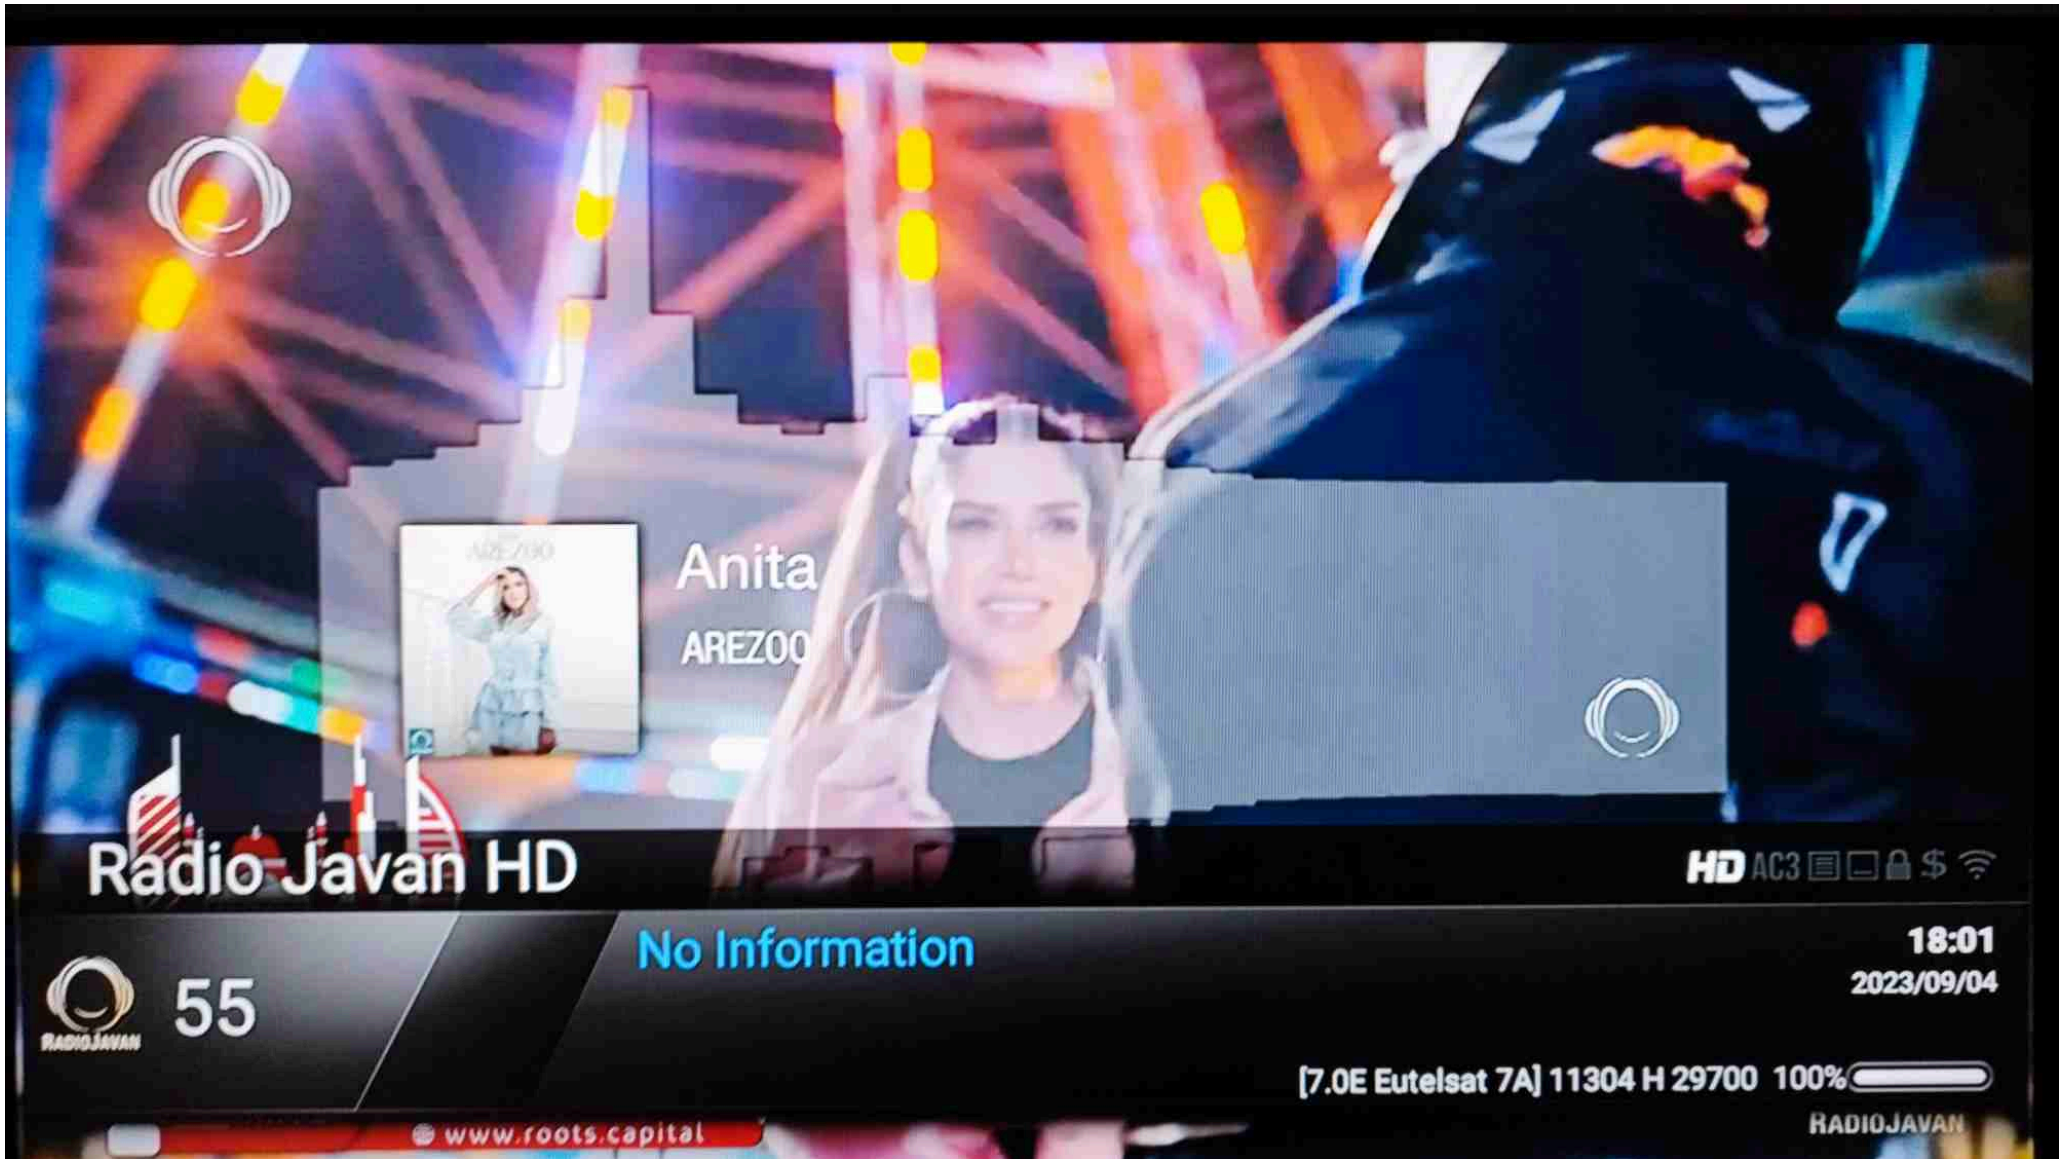 AREZOO
Anita
AREZOO
Radio Javan HD
HD AC3 $
55
RADIOJAVAN
No Information
18:01
2023/09/04
[7.0E Eutelsat 7A] 11304 H 29700 100%
www.roots.capital
RADIOJAVAN